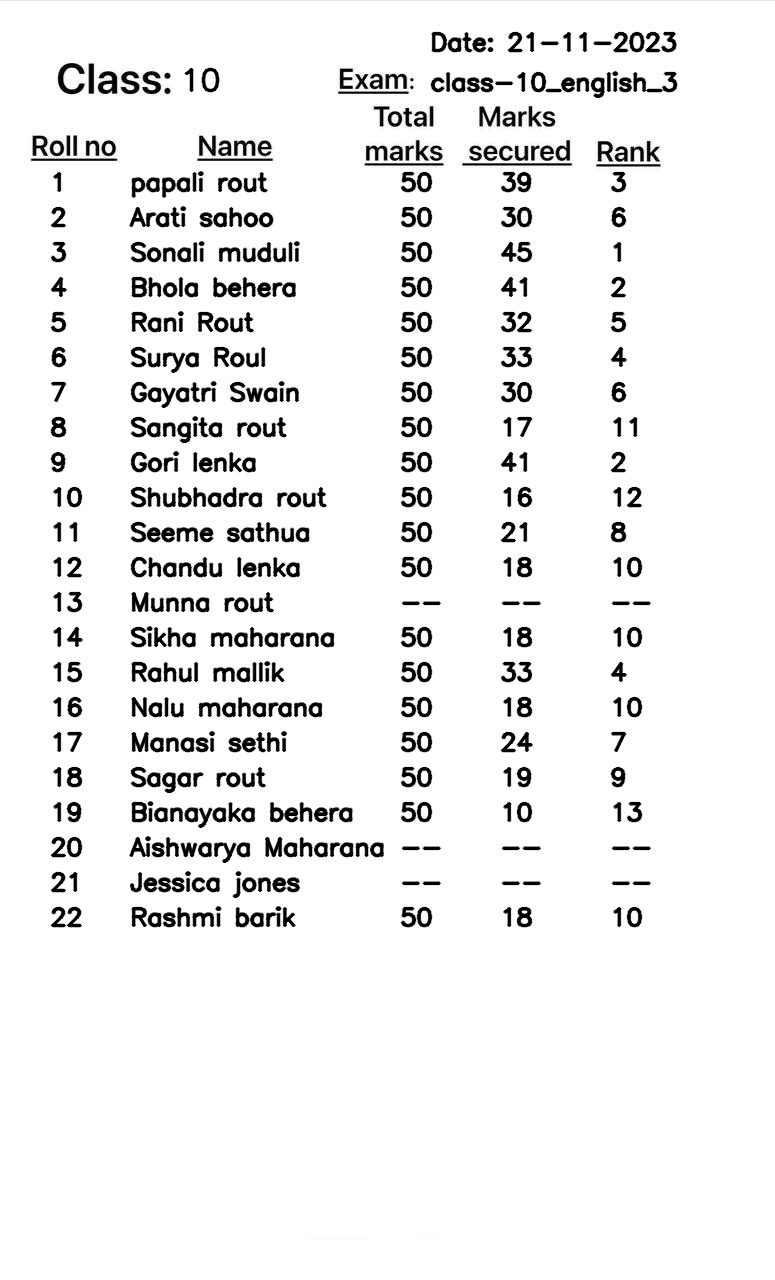 Date: 21-11-2023
Class: 10 Exam: class-10_english_3
Total Marks
Roll no Name marks secured Rank
1 papali rout 50 39 3
2 Arati sahoo 50 30 6
3 Sonali muduli 50 45 1
4 Bhola behera 50 41 2
5 Rani Rout 50 32 5
6 Surya Roul 50 33 4
7 Gayatri Swain 50 30 6
8 Sangita rout 50 17 11
9 Gori lenka 50 41 2
10 Shubhadra rout 50 16 12
11 Seeme sathua 50 21 8
12 Chandu lenka 50 18 10
13 Munna rout -- -- --
14 Sikha maharana 50 18 10
15 Rahul mallik 50 33 4
16 Nalu maharana 50 18 10
17 Manasi sethi 50 24 7
18 Sagar rout 50 19 9
19 Bianayaka behera 50 10 13
20 Aishwarya Maharana -- -- --
21 Jessica jones -- -- --
22 Rashmi barik 50 18 10